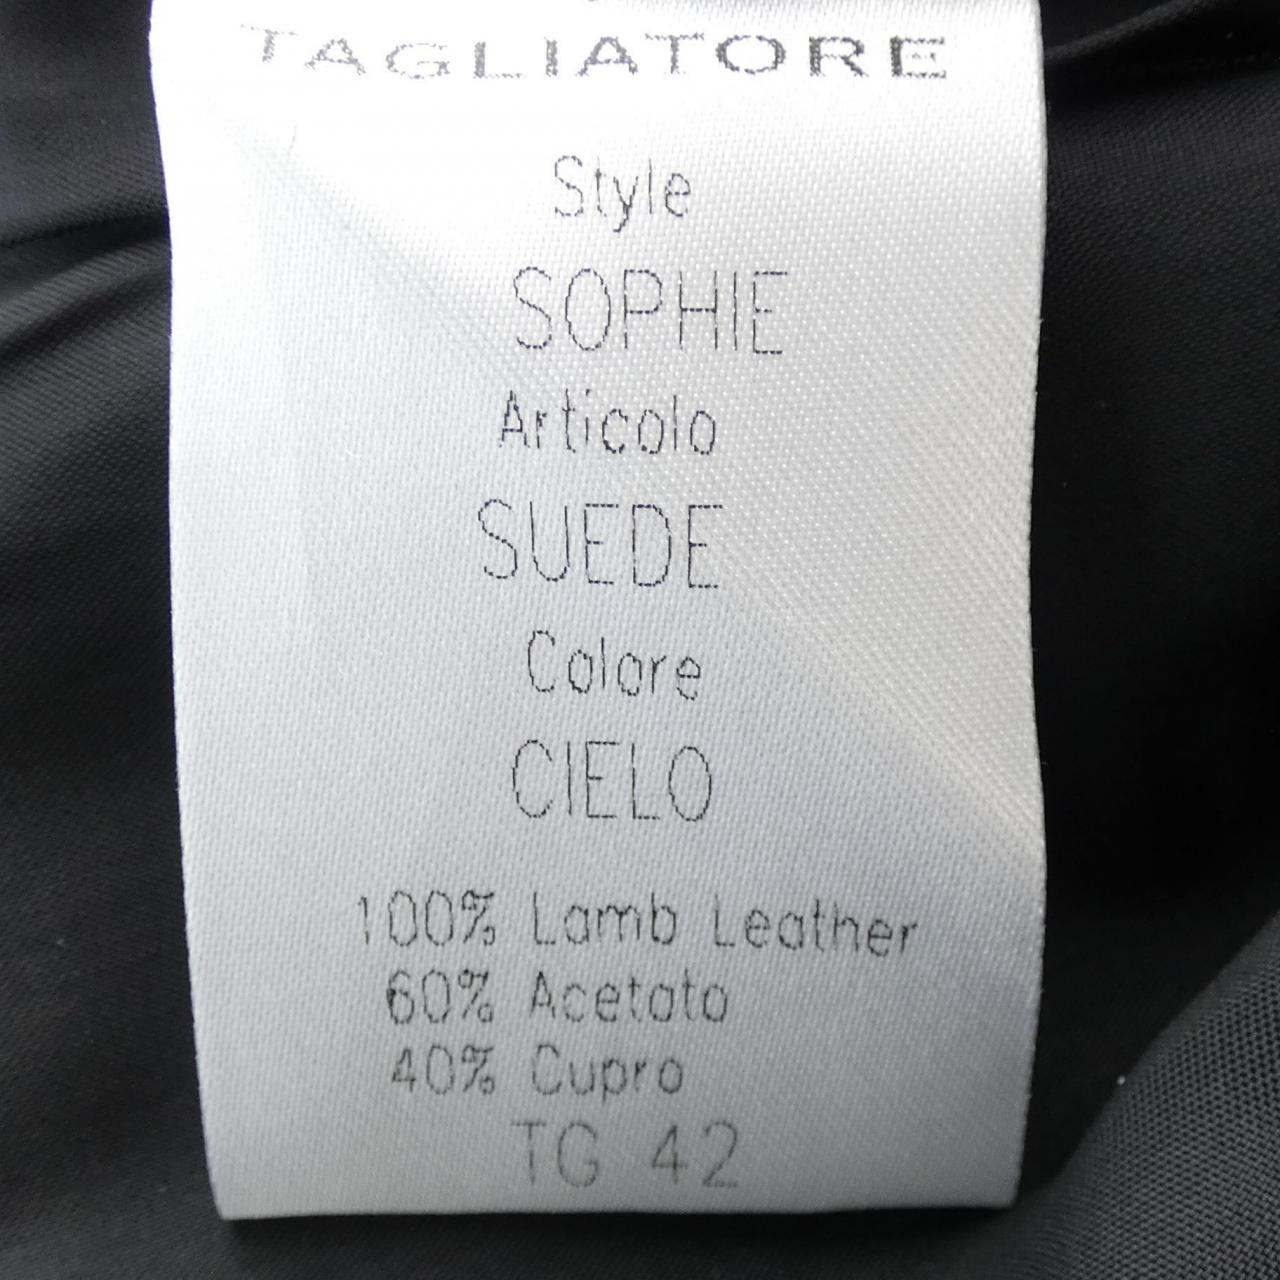 TAGLIATORE
Style
SOPHIE
Articolo
SUEDE
Colore
CIELO
100% Lamb Leather
60% Acetato
40% Cupro
TG 42